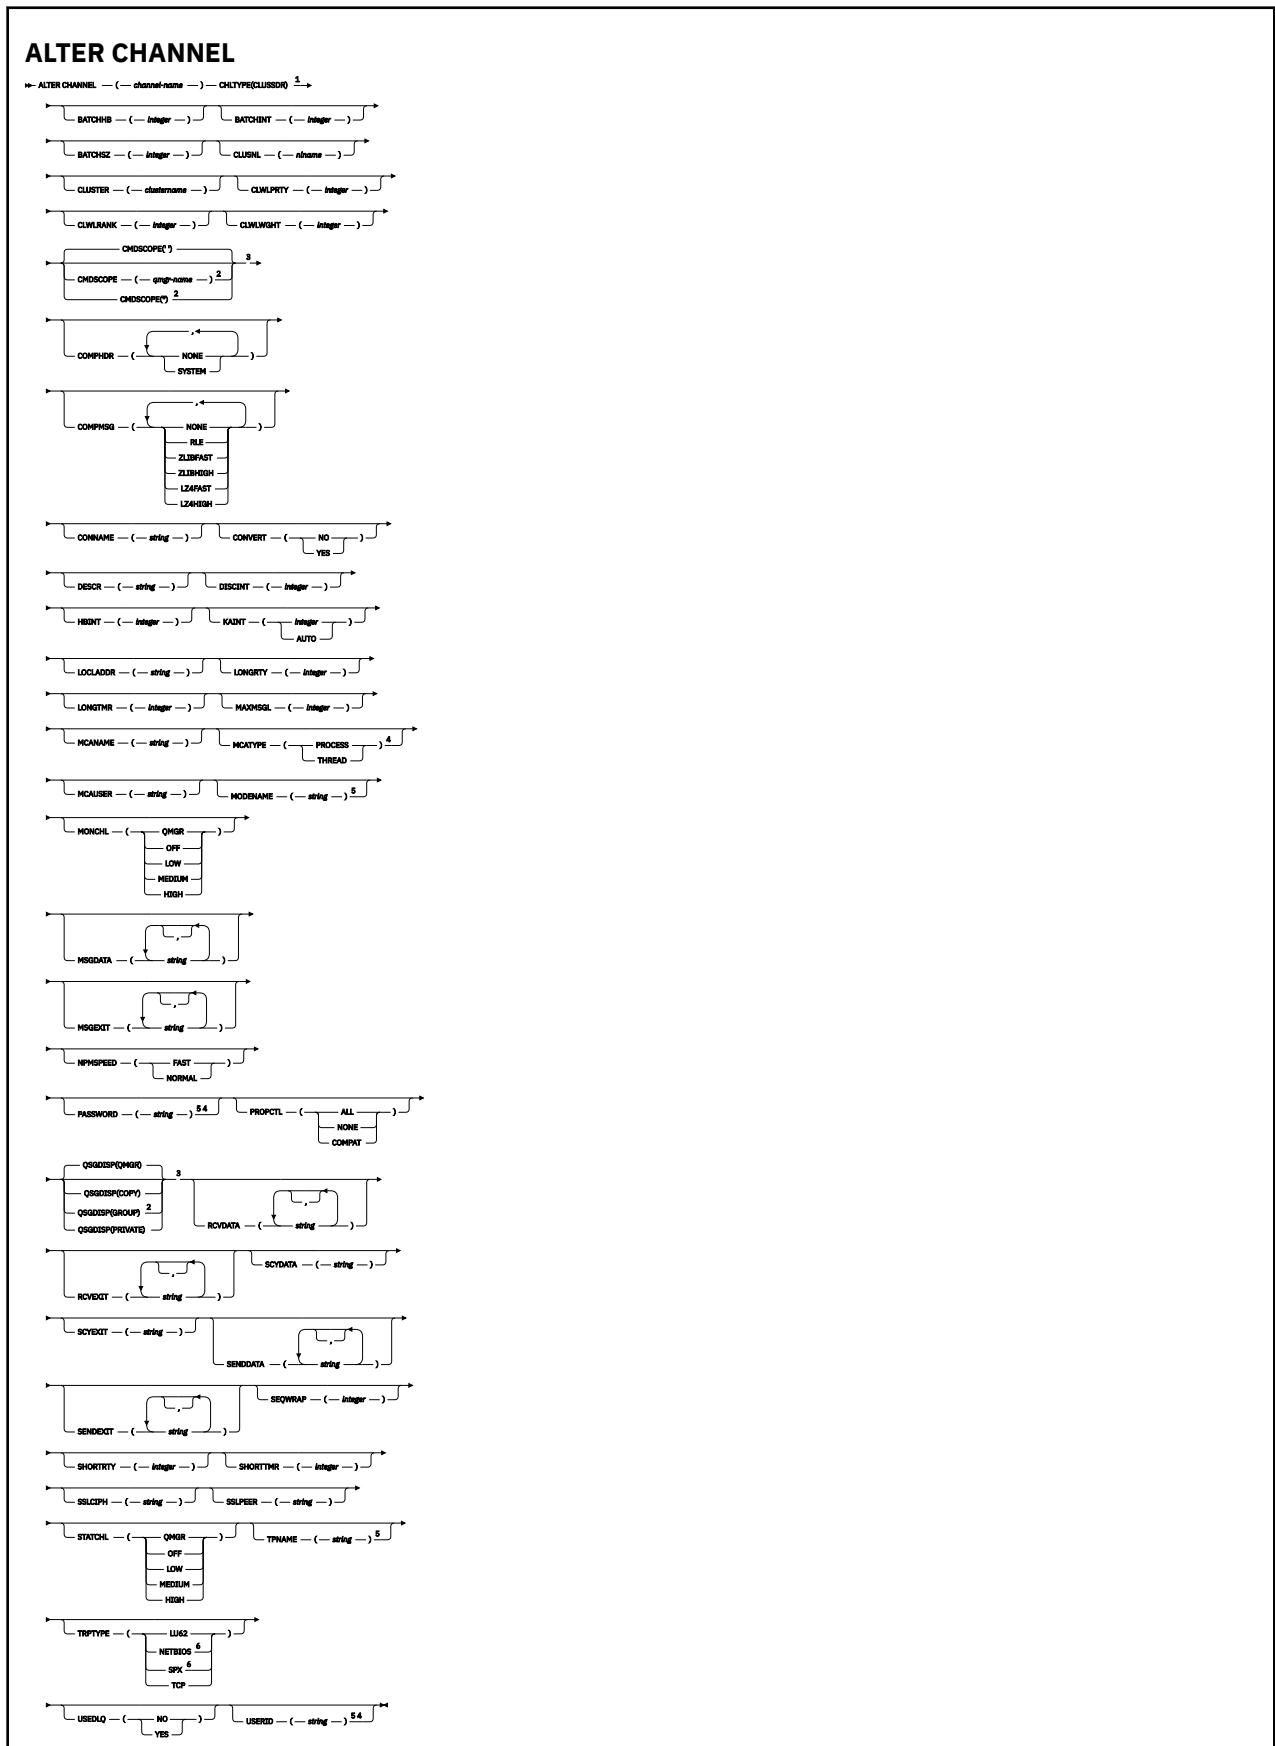 ALTER CHANNEL
ALTER CHANNEL ( channel-name ) CHLTYPE(CLUSSDR) 1
BATCHHB ( integer ) BATCHINT ( integer )
BATCHSZ ( integer ) CLUSNL ( nlname )
CLUSTER ( clustername ) CLWLPRTY ( integer )
CLWLRANK ( integer ) CLWLWGHT ( integer )
CMDSCOPE(' ')
3
CMDSCOPE ( qmgr-name ) 2
CMDSCOPE(*) 2
,
COMPHDR ( NONE )
SYSTEM
,
COMPMSG ( NONE )
RLE
ZLIBFAST
ZLIBHIGH
LZ4FAST
LZ4HIGH
CONNAME ( string ) CONVERT ( NO )
YES
DESCR ( string ) DISCINT ( integer )
HBINT ( integer ) KAINT ( integer )
AUTO
LOCLADDR ( string ) LONGRTY ( integer )
LONGTMR ( integer ) MAXMSGL ( integer )
MCANAME ( string ) MCATYPE ( PROCESS ) 4
THREAD
MCAUSER ( string ) MODENAME ( string ) 5
MONCHL ( QMGR )
OFF
LOW
MEDIUM
HIGH
,
MSGDATA ( string )
,
MSGEXIT ( string )
NPMSPEED ( FAST )
NORMAL
PASSWORD ( string ) 5 4 PROPCTL ( ALL )
NONE
COMPAT
QSGDISP(QMGR)
3
QSGDISP(COPY)
,
QSGDISP(GROUP) 2
RCVDATA ( string )
QSGDISP(PRIVATE)
SCYDATA ( string )
,
RCVEXIT ( string )
SCYEXIT ( string )
,
SENDDATA ( string )
SEQWRAP ( integer )
,
SENDEXIT ( string )
SHORTRTY ( integer ) SHORTTMR ( integer )
SSLCIPH ( string ) SSLPEER ( string )
STATCHL ( QMGR ) TPNAME ( string ) 5
OFF
LOW
MEDIUM
HIGH
TRPTYPE ( LU62 )
NETBIOS 6
SPX 6
TCP
USEDLQ ( NO ) USERID ( string ) 5 4
YES